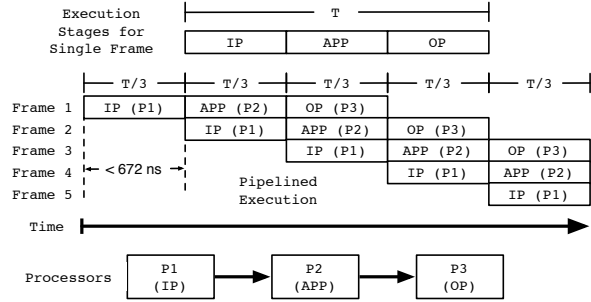 Execution
Stages for
Single Frame
T
IP APP OP
T/3 T/3 T/3 T/3 T/3
Frame 1 IP (P1) APP (P2) OP (P3)
Frame 2 IP (P1) APP (P2) OP (P3)
Frame 3 IP (P1) APP (P2) OP (P3)
Frame 4 IP (P1) APP (P2)
Frame 5 IP (P1)
< 672 ns
Pipelined
Execution
Time
Processors
P1
(IP)
P2
(APP)
P3
(OP)